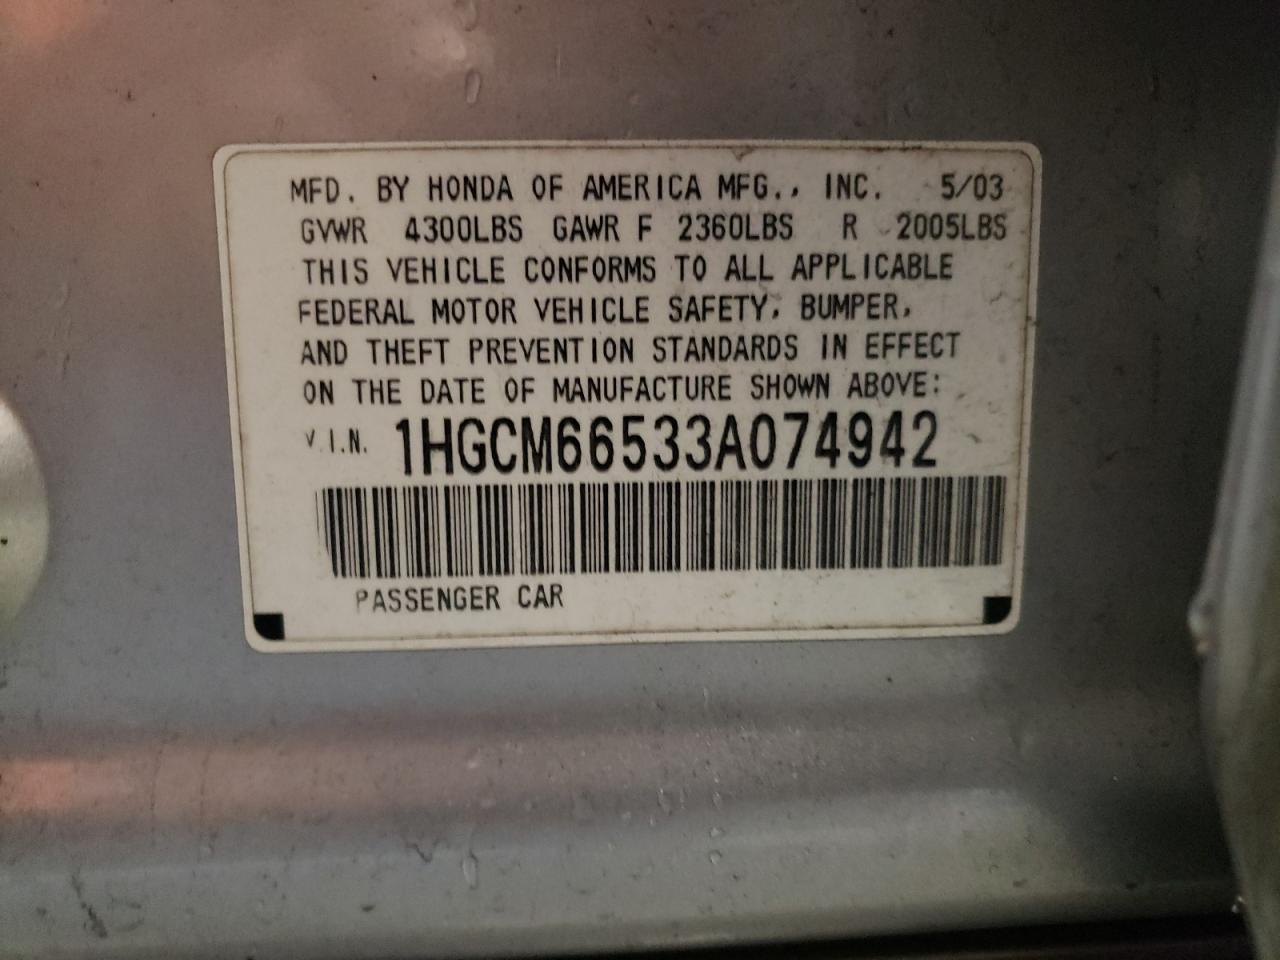 MFD. BY HONDA OF AMERICA MFG., INC. 5/03
GVWR 4300LBS GAWR F 2360LBS R 2005LBS
THIS VEHICLE CONFORMS TO ALL APPLICABLE
FEDERAL MOTOR VEHICLE SAFETY, BUMPER,
AND THEFT PREVENTION STANDARDS IN EFFECT
ON THE DATE OF MANUFACTURE SHOWN ABOVE:
V.I.N. 1HGCM66533A074942
PASSENGER CAR